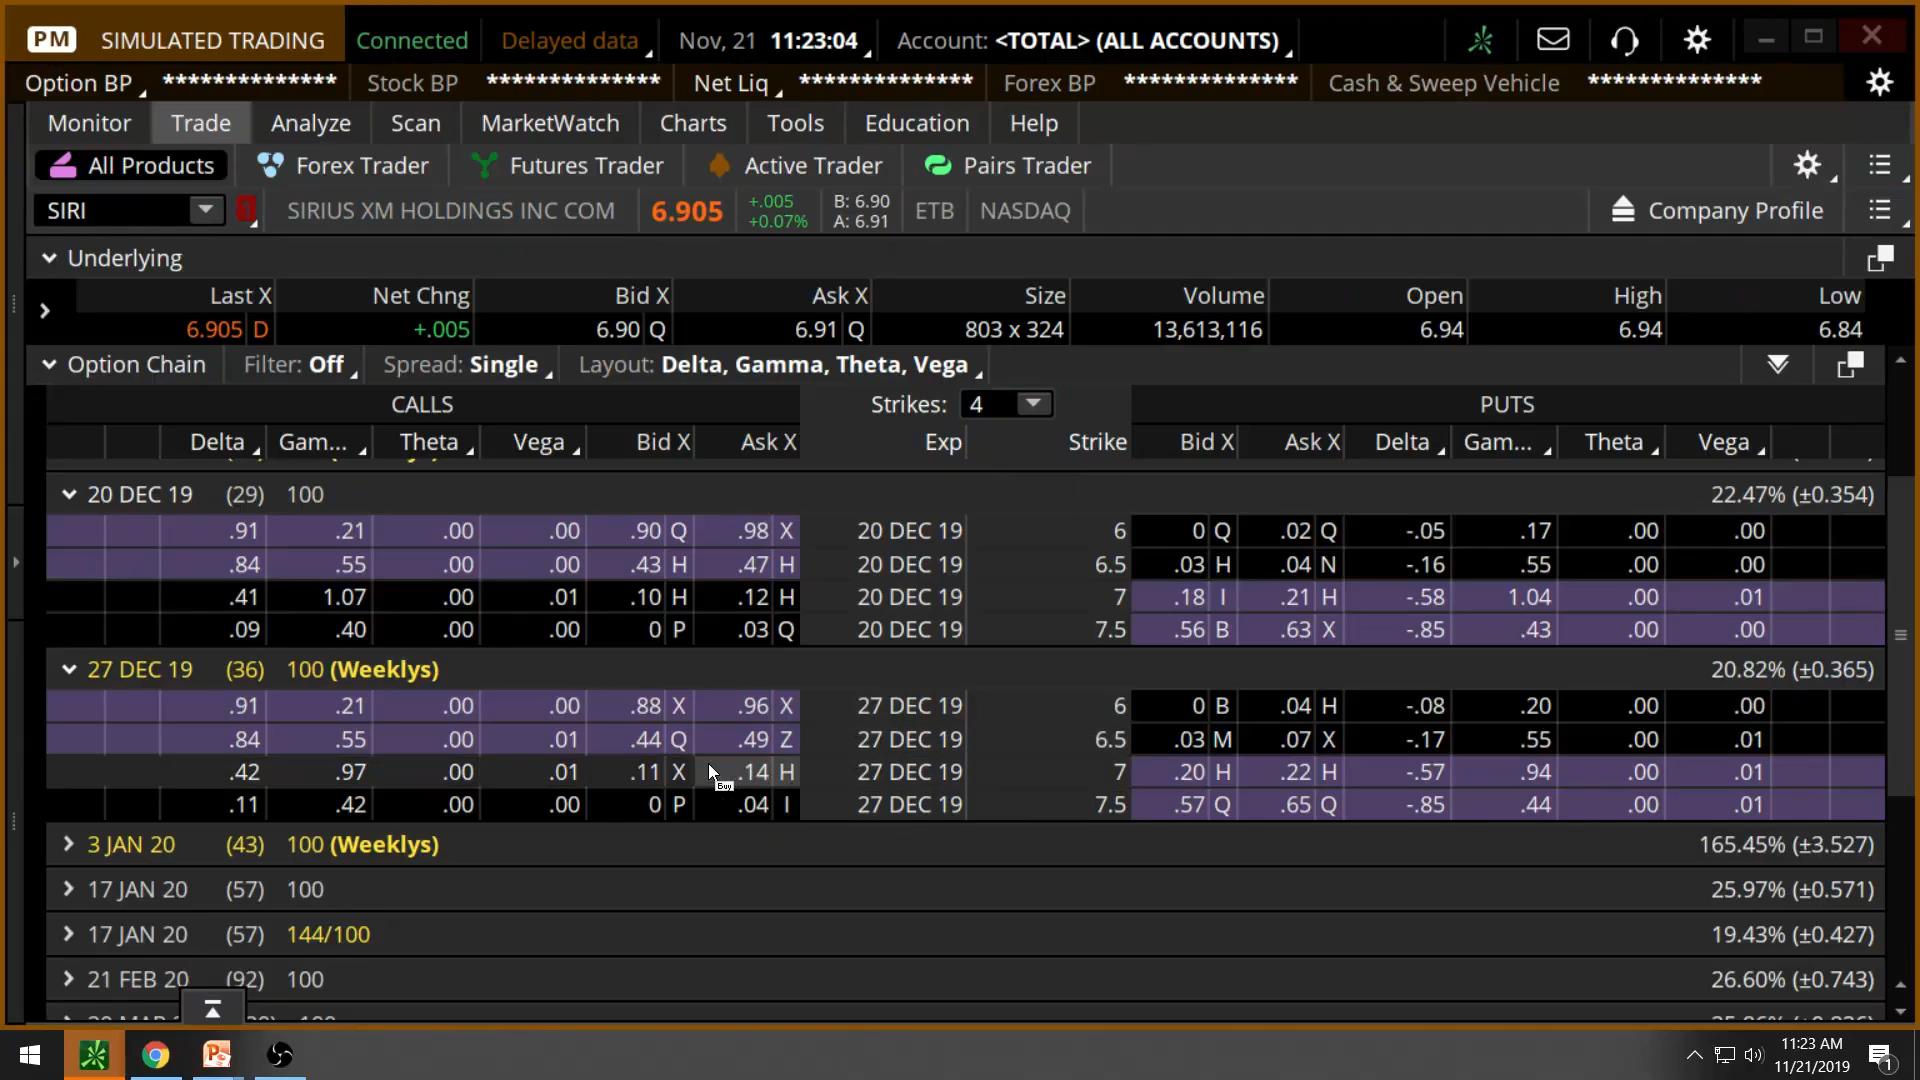 PM SIMULATED TRADING Connected Delayed data Nov, 21 11:23:04 Account: <TOTAL> (ALL ACCOUNTS)
Option BP ************** Stock BP ************** Net Liq ************** Forex BP ************** Cash & Sweep Vehicle **************
Monitor Trade Analyze Scan MarketWatch Charts Tools Education Help
All Products Forex Trader Futures Trader Active Trader Pairs Trader
SIRI 1 SIRIUS XM HOLDINGS INC COM 6.905 +.005 +0.07% B: 6.90 A: 6.91 ETB NASDAQ Company Profile
Underlying
Last X Net Chng Bid X Ask X Size Volume Open High Low
6.905 D +.005 6.90 Q 6.91 Q 803 x 324 13,613,116 6.94 6.94 6.84
Option Chain Filter: Off Spread: Single Layout: Delta, Gamma, Theta, Vega
CALLS Strikes: 4 PUTS
Delta Gam... Theta Vega Bid X Ask X Exp Strike Bid X Ask X Delta Gam... Theta Vega
20 DEC 19 (29) 100 22.47% (±0.354)
.91 .21 .00 .00 .90 Q .98 X 20 DEC 19 6 0 Q .02 Q -.05 .17 .00 .00
.84 .55 .00 .00 .43 H .47 H 20 DEC 19 6.5 .03 H .04 N -.16 .55 .00 .00
.41 1.07 .00 .01 .10 H .12 H 20 DEC 19 7 .18 I .21 H -.58 1.04 .00 .01
.09 .40 .00 .00 0 P .03 Q 20 DEC 19 7.5 .56 B .63 X -.85 .43 .00 .00
27 DEC 19 (36) 100 (Weeklys) 20.82% (±0.365)
.91 .21 .00 .00 .88 X .96 X 27 DEC 19 6 0 B .04 H -.08 .20 .00 .00
.84 .55 .00 .01 .44 Q .49 Z 27 DEC 19 6.5 .03 M .07 X -.17 .55 .00 .01
.42 .97 .00 .01 .11 X .14 H 27 DEC 19 7 .20 H .22 H -.57 .94 .00 .01
Buy
.11 .42 .00 .00 0 P .04 I 27 DEC 19 7.5 .57 Q .65 Q -.85 .44 .00 .01
3 JAN 20 (43) 100 (Weeklys) 165.45% (±3.527)
17 JAN 20 (57) 100 25.97% (±0.571)
17 JAN 20 (57) 144/100 19.43% (±0.427)
21 FEB 20 (92) 100 26.60% (±0.743)
11:23 AM
11/21/2019 1